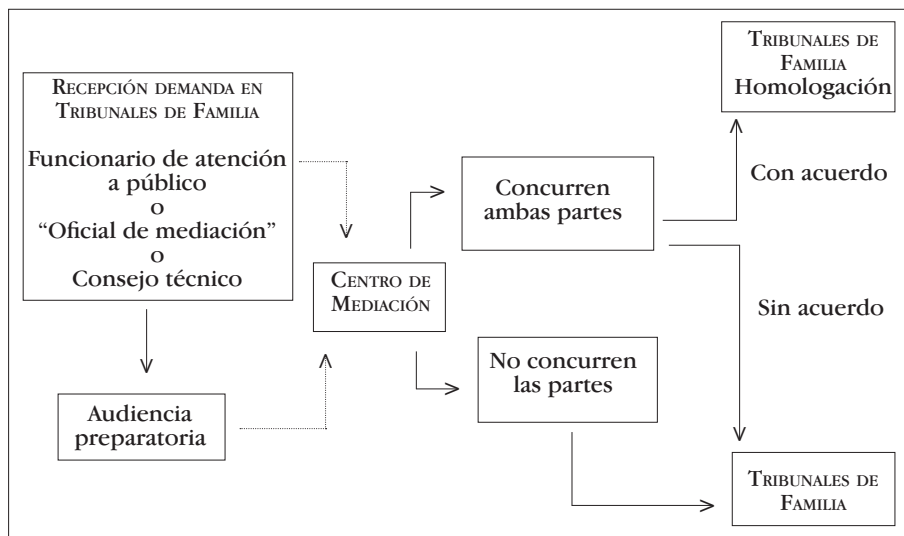 RECEPCIÓN DEMANDA EN
TRIBUNALES DE FAMILIA
Funcionario de atención
a público
o
“Oficial de mediación”
o
Consejo técnico
Audiencia
preparatoria
CENTRO DE
MEDIACIÓN
Concurren
ambas partes
No concurren
las partes
TRIBUNALES DE
FAMILIA
Homologación
Con acuerdo
Sin acuerdo
TRIBUNALES DE
FAMILIA